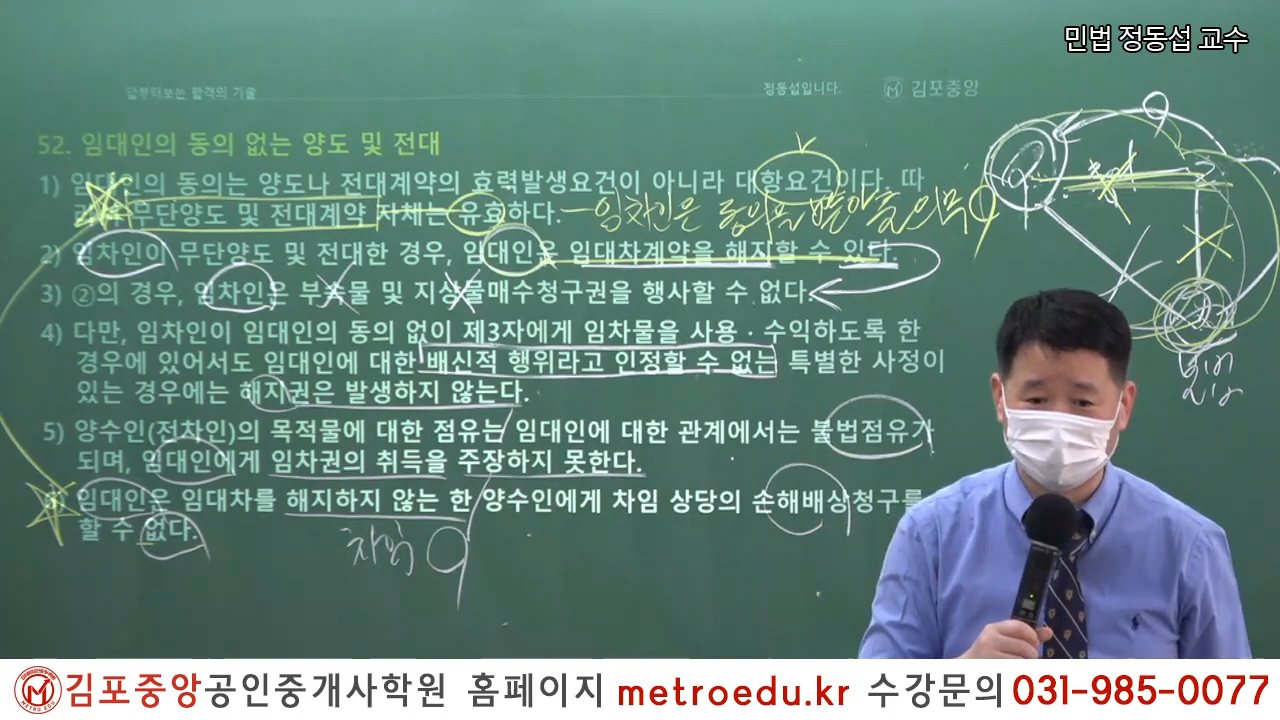 민법 정동섭 교수
답부터보는 합격의 기술
정동섭입니다.
김포중앙
52. 임대인의 동의 없는 양도 및 전대
1) 임대인의 동의는 양도나 전대계약의 효력발생요건이 아니라 대항요건이다. 따
라서 무단양도 및 전대계약 자체는 유효하다. - 임차인은 동의를 받아줄 의무
2) 임차인이 무단양도 및 전대한 경우, 임대인은 임대차계약을 해지할 수 있다.
3) ②의 경우, 임차인은 부속물 및 지상물매수청구권을 행사할 수 없다.
4) 다만, 임차인이 임대인의 동의 없이 제3자에게 임차물을 사용 · 수익하도록 한
경우에 있어서도 임대인에 대한 배신적 행위라고 인정할 수 없는 특별한 사정이
있는 경우에는 해지권은 발생하지 않는다.
5) 양수인(전차인)의 목적물에 대한 점유는 임대인에 대한 관계에서는 불법점유가
되며, 임대인에게 임차권의 취득을 주장하지 못한다.
6) 임대인은 임대차를 해지하지 않는 한 양수인에게 차임 상당의 손해배상청구를
할 수 없다.
METRO EDU
김포중앙공인중개사학원 홈페이지 metroedu.kr 수강문의 031-985-0077